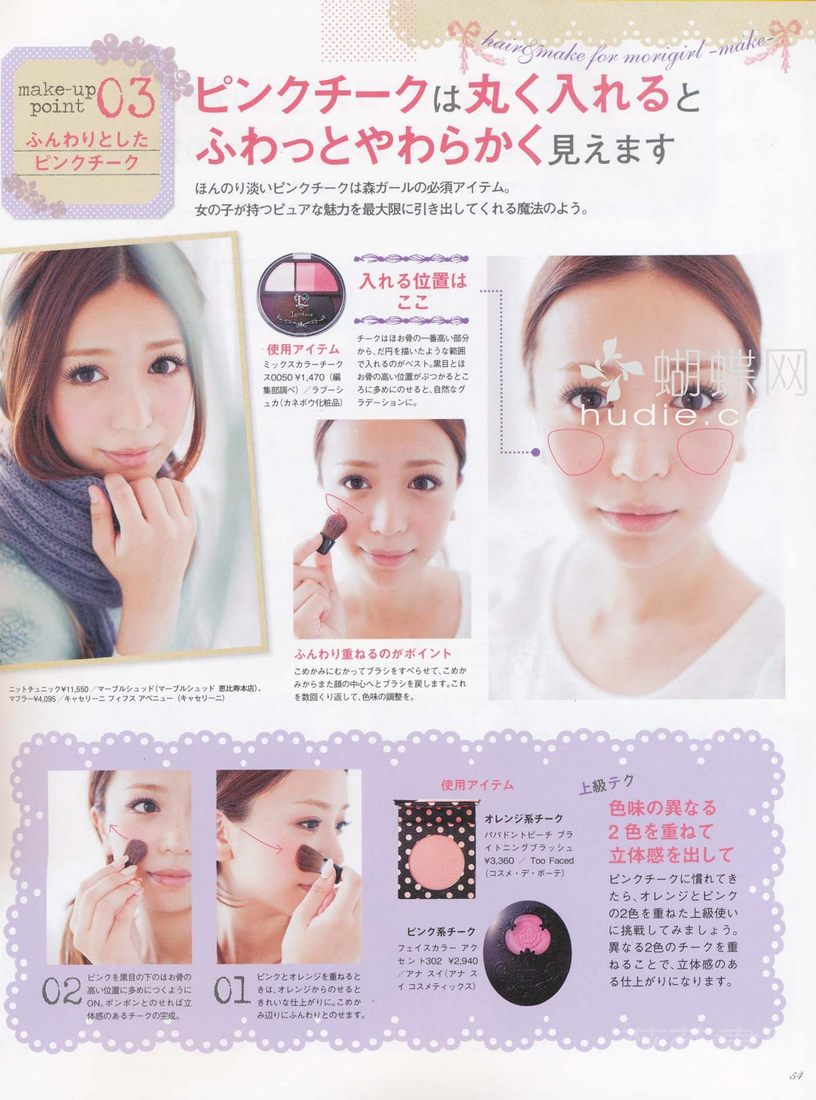 hair&make for morigirl -make-
make-up
point 03
ふんわりとした
ピンクチーク
ピンクチークは丸く入れると
ふわっとやわらかく見えます
ほんのり淡いピンクチークは森ガールの必須アイテム。
女の子が持つピュアな魅力を最大限に引き出してくれる魔法のよう。
使用アイテム
ミックスカラーチーク
ス0050 ¥1,470(編
集部調べ)/ラブーシ
ュカ(カネボウ化粧品)
入れる位置は
ここ
チークはほお骨の一番高い部分
から、だ円を描いたような範囲
で入れるのがベスト。黒目とほ
お骨の高い位置がぶつかるとこ
ろに多めにのせると、自然なグ
ラデーションに。
蝴蝶网
hudie.co
ふんわり重ねるのがポイント
こめかみにむかってブラシをすべらせて、こめか
みからまた顔の中心へとブラシを戻します。これ
を数回くり返して、色味の調整を。
ニットチュニック¥11,550/マーブルシュッド(マーブルシュッド 恵比寿本店)、
マフラー¥4,095/キャセリーニ フィフス アベニュー(キャセリーニ)
02
ピンクを黒目の下のほお骨の
高い位置に多めにつくように
ON。ポンポンとのせれば立
体感のあるチークの完成。
01
ピンクとオレンジを重ねると
きは、オレンジからのせると
きれいな仕上がりに。こめか
み辺りにふんわりとのせます。
使用アイテム
オレンジ系チーク
パパドントピーチ ブラ
イトニングブラッシュ
¥3,360 / Too Faced
(コスメ・デ・ボーテ)
ピンク系チーク
フェイスカラー アク
セント302 ¥2,940
/アナ スイ(アナ ス
イ コスメティックス)
上級テク
色味の異なる
2色を重ねて
立体感を出して
ピンクチークに慣れてき
たら、オレンジとピンク
の2色を重ねた上級使い
に挑戦してみましょう。
異なる2色のチークを重
ねることで、立体感のあ
る仕上がりになります。
54